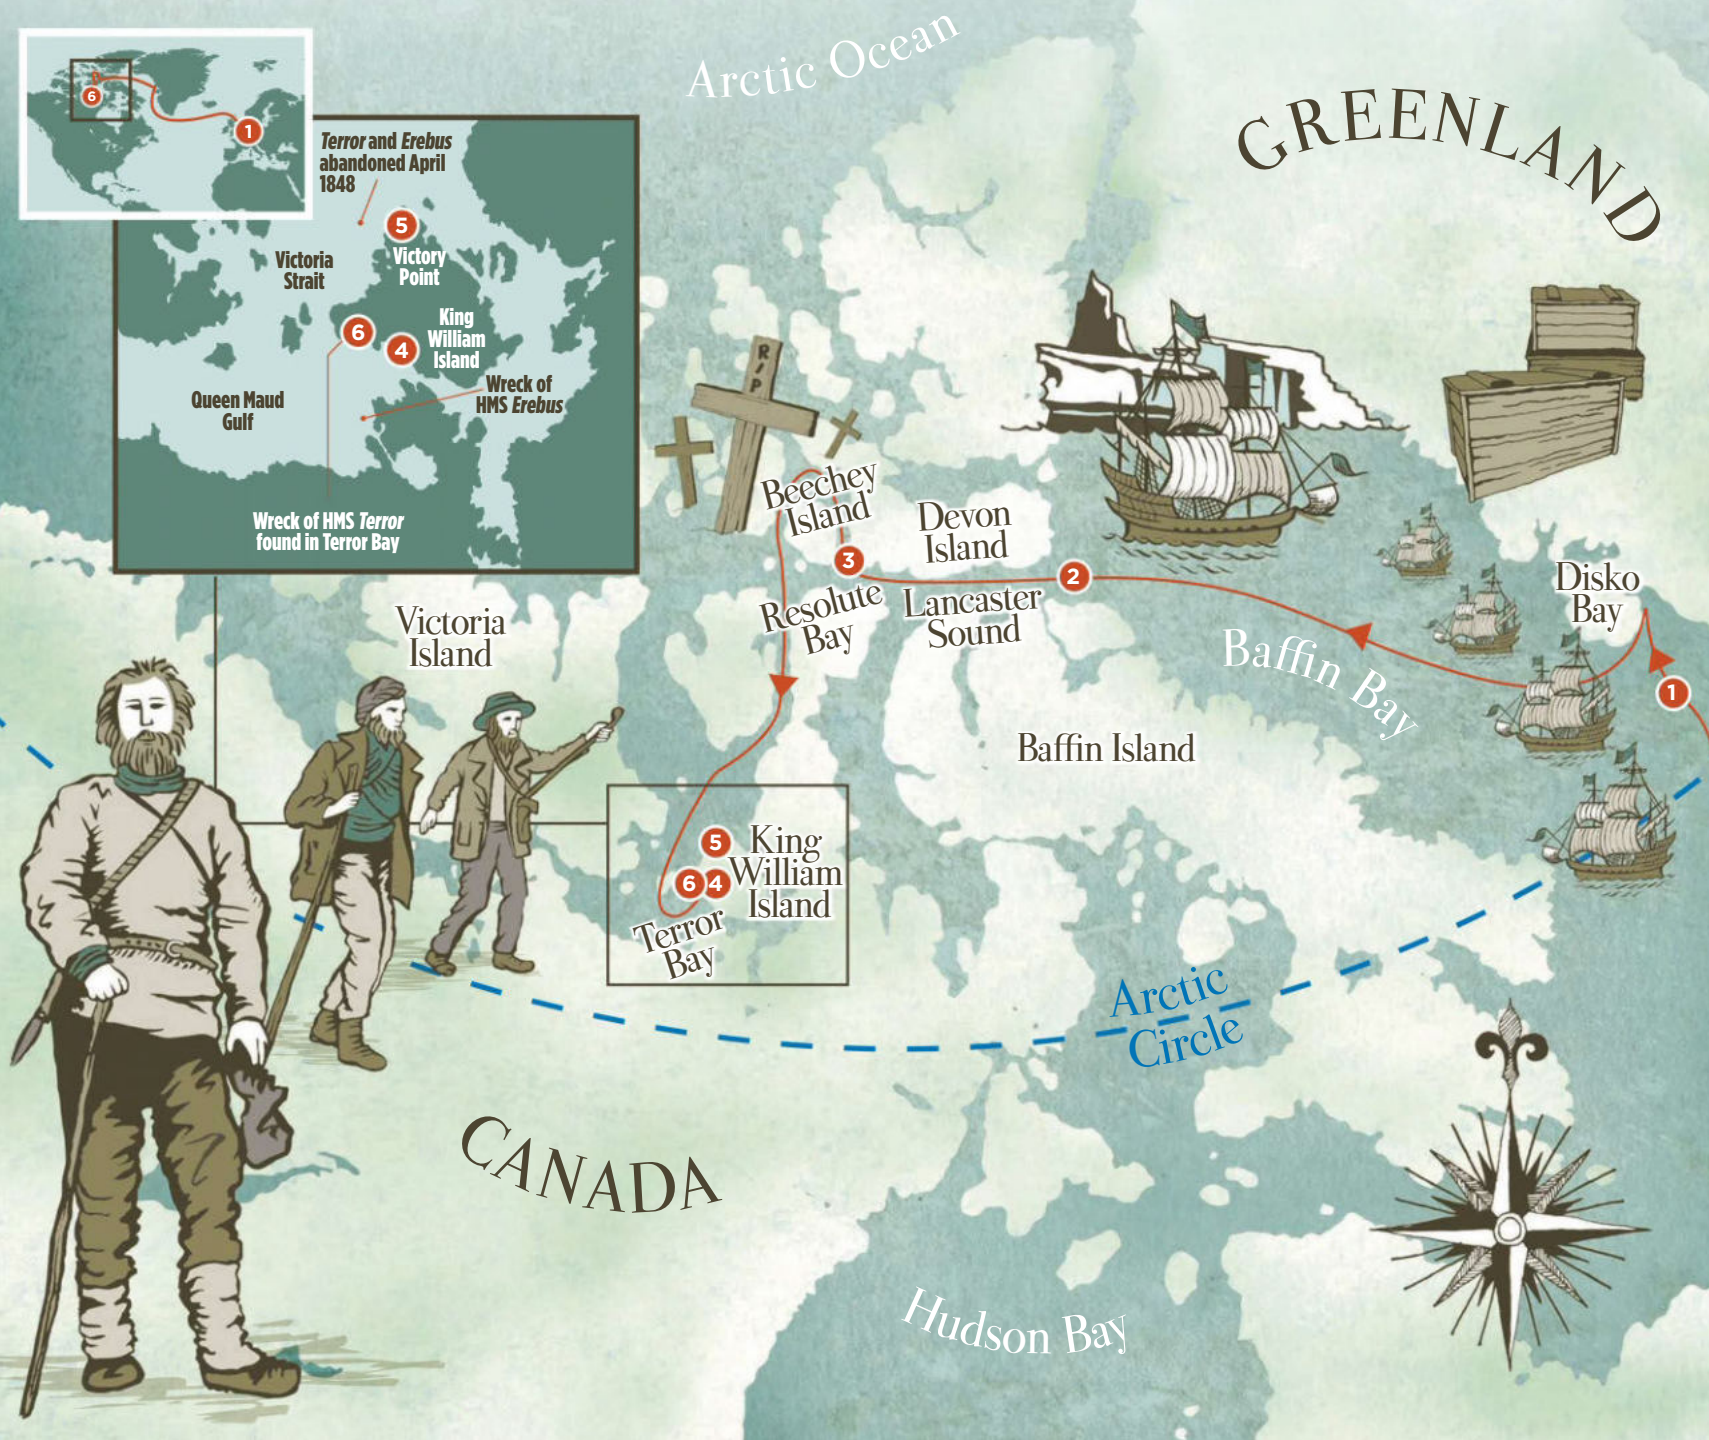 Arctic Ocean
GREENLAND
6
1
Terror and Erebus
abandoned April
1848
5
Victory
Point
Victoria
Strait
6
4
King
William
Island
Wreck of
HMS Erebus
Queen Maud
Gulf
Wreck of HMS Terror
found in Terror Bay
R
I
P
Beechey
Island
Devon
Island
3
2
Resolute
Bay
Lancaster
Sound
Disko
Bay
1
Baffin Bay
Victoria
Island
Baffin Island
5
6
4
King
William
Island
Terror
Bay
Arctic
Circle
CANADA
Hudson Bay